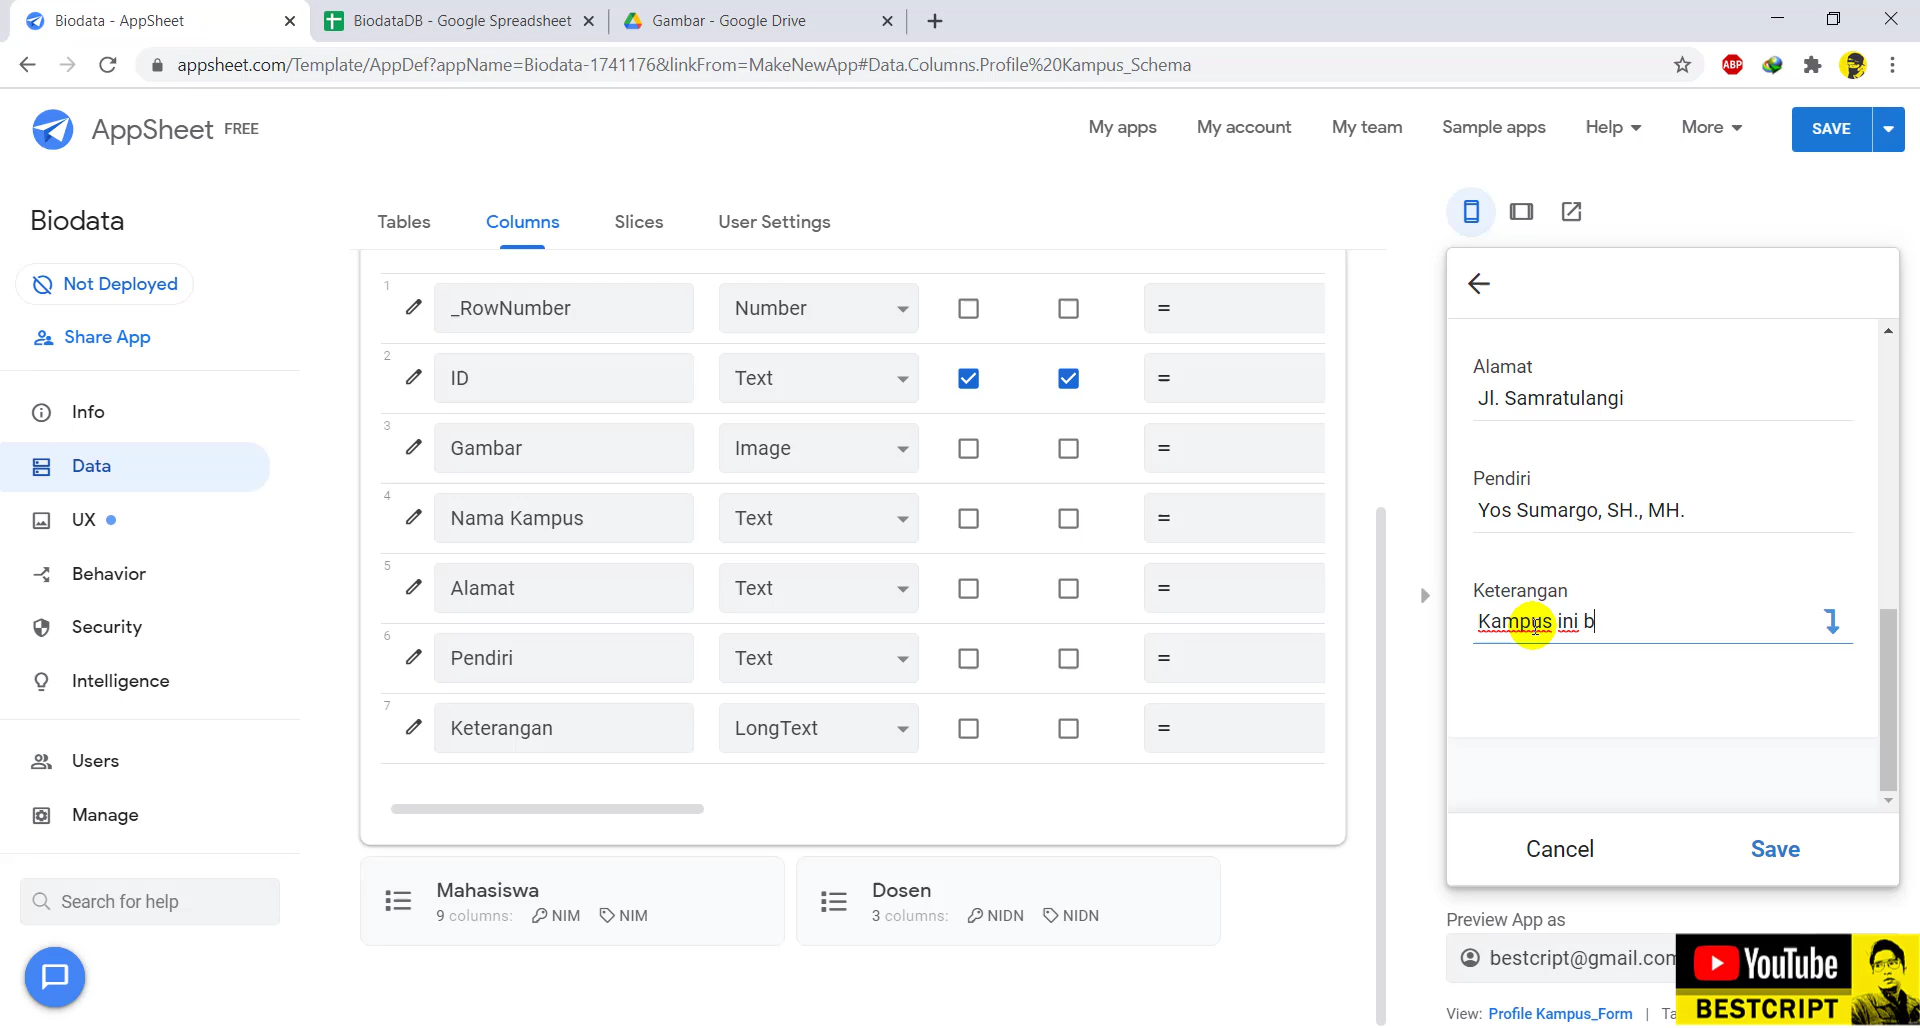 Biodata - AppSheet
BiodataDB - Google Spreadsheet
Gambar - Google Drive
appsheet.com/Template/AppDef?appName=Biodata-1741176&linkFrom=MakeNewApp#Data.Columns.Profile%20Kampus_Schema
ABP
AppSheet FREE
My apps
My account
My team
Sample apps
Help
More
SAVE
Biodata
Not Deployed
Share App
Info
Data
UX
Behavior
Security
Intelligence
Users
Manage
Search for help
Tables
Columns
Slices
User Settings
1 _RowNumber Number =
2 ID Text =
3 Gambar Image =
4 Nama Kampus Text =
5 Alamat Text =
6 Pendiri Text =
7 Keterangan LongText =
Mahasiswa
9 columns: NIM NIM
Dosen
3 columns: NIDN NIDN
Alamat
Jl. Samratulangi
Pendiri
Yos Sumargo, SH., MH.
Keterangan
Kampus ini b
Cancel
Save
Preview App as
bestcript@gmail.com
View: Profile Kampus_Form | Ta
YouTube
BESTCRIPT